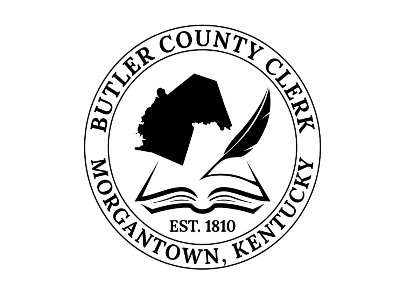 BUTLER COUNTY CLERK
EST. 1810
MORGANTOWN, KENTUCKY